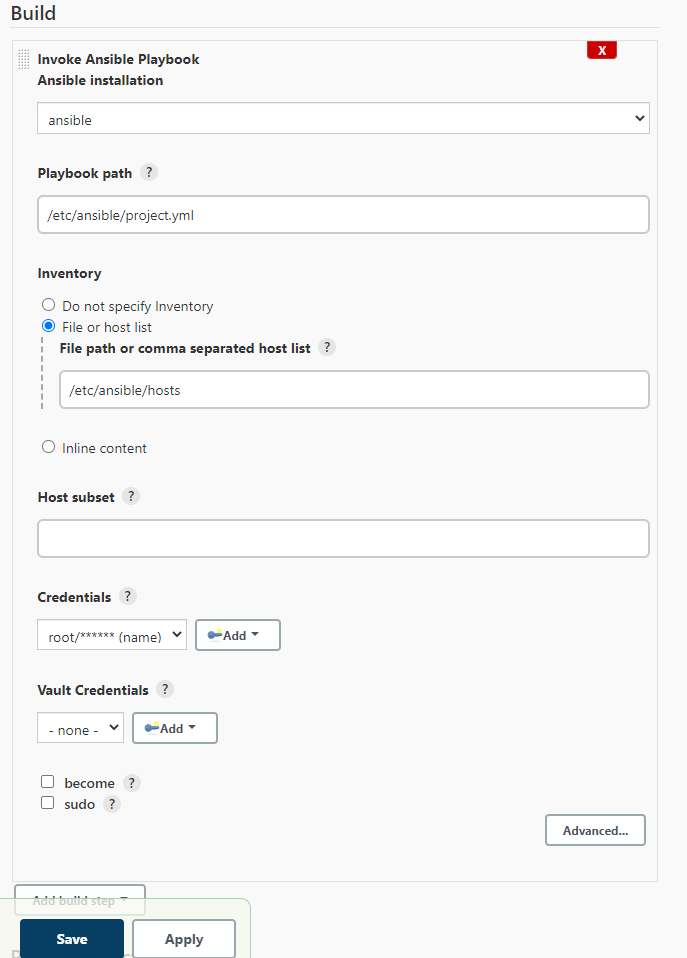 Build
X
Invoke Ansible Playbook
Ansible installation
ansible
Playbook path ?
/etc/ansible/project.yml
Inventory
Do not specify Inventory
File or host list
File path or comma separated host list ?
/etc/ansible/hosts
Inline content
Host subset ?
Credentials ?
root/****** (name) Add
Vault Credentials ?
- none - Add
become ?
sudo ?
Advanced...
Add build step
Save Apply